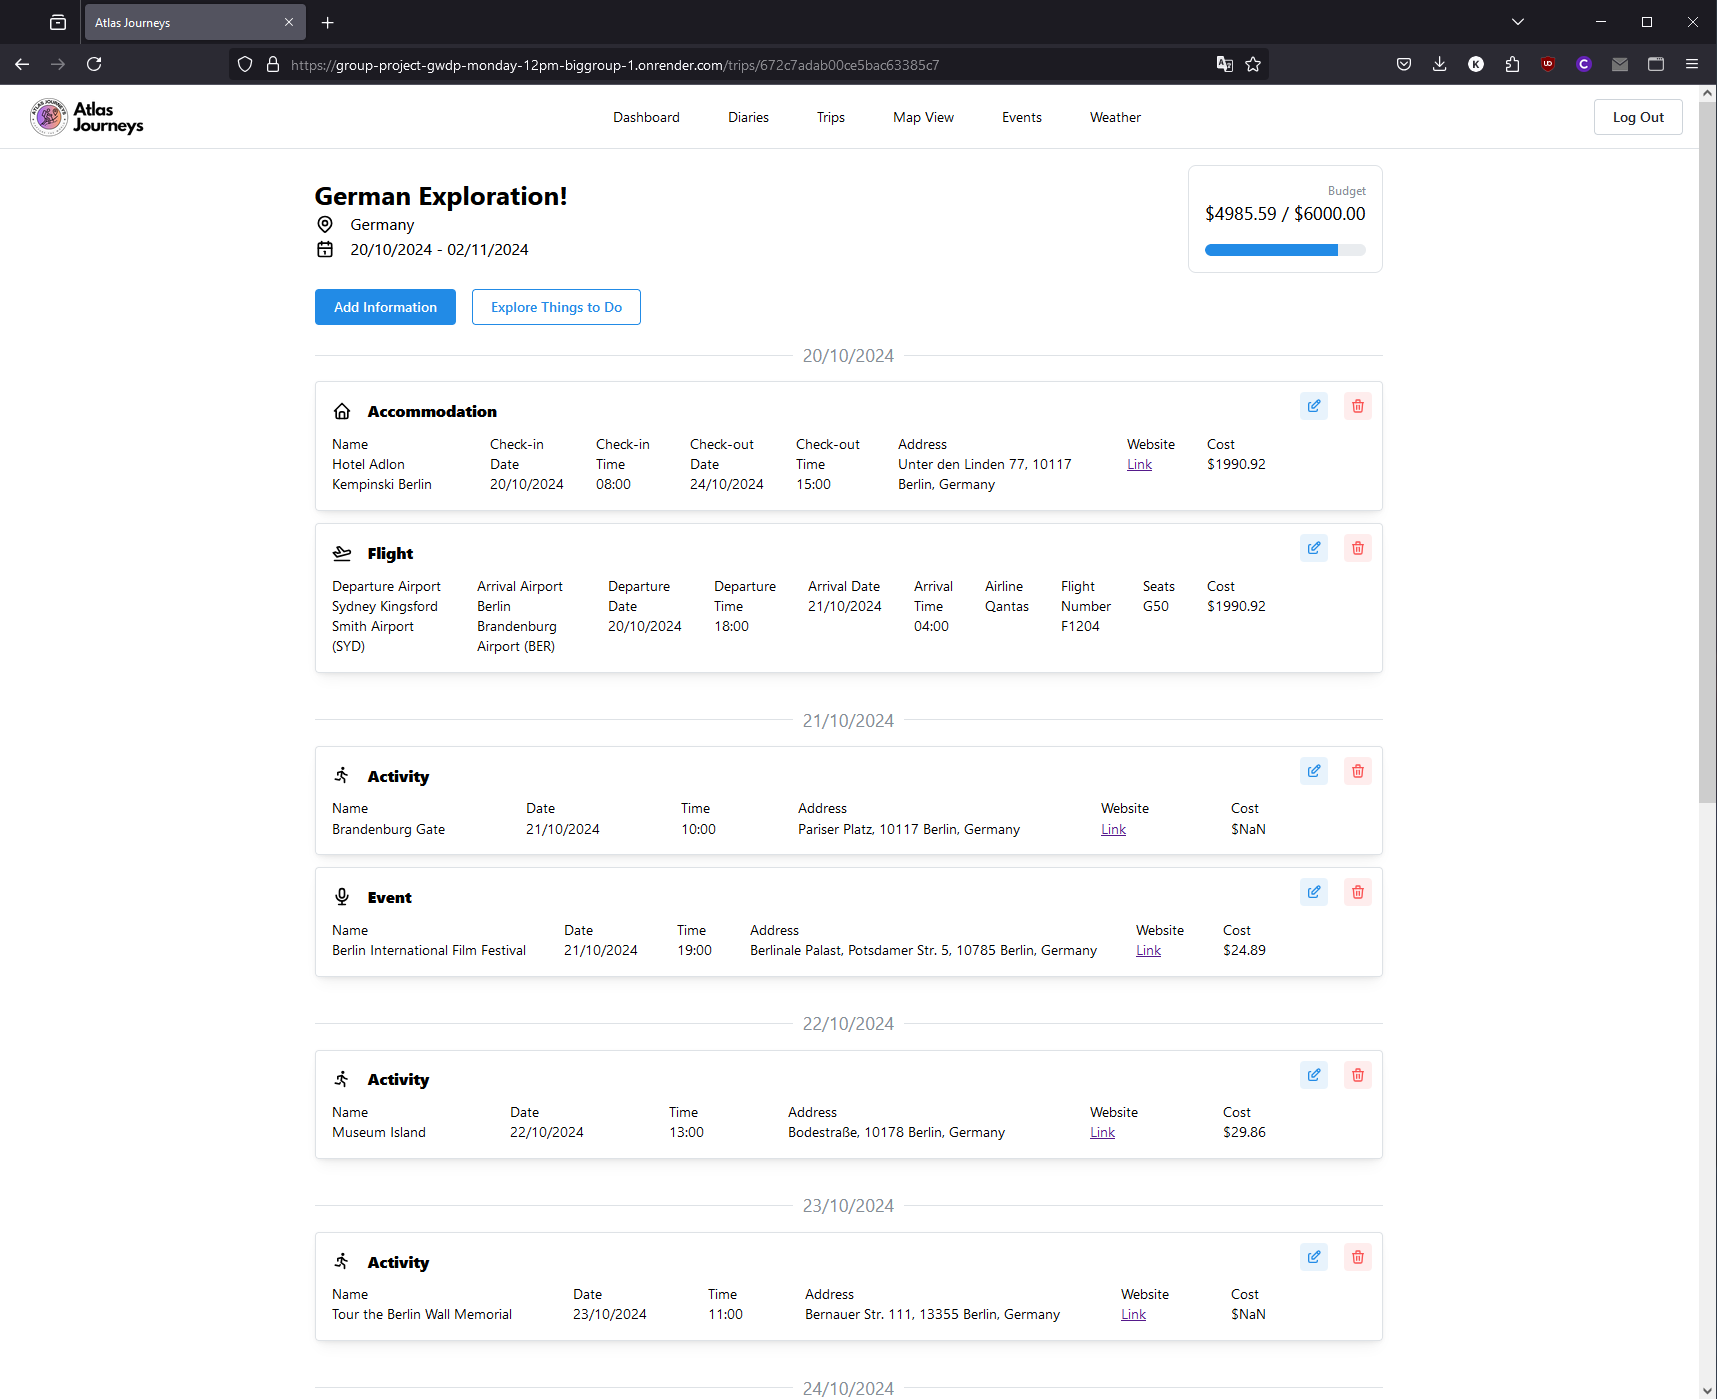 Atlas Journeys
https://group-project-gwdp-monday-12pm-biggroup-1.onrender.com/trips/672c7adab00ce5bac63385c7
Atlas Journeys
Dashboard Diaries Trips Map View Events Weather Log Out
German Exploration!
Germany
20/10/2024 - 02/11/2024
Budget
$4985.59 / $6000.00
Add Information Explore Things to Do
20/10/2024
Accommodation
Name Check-in Check-in Check-out Check-out Address Website Cost
Hotel Adlon Date Time Date Time Unter den Linden 77, 10117 Link $1990.92
Kempinski Berlin 20/10/2024 08:00 24/10/2024 15:00 Berlin, Germany
Flight
Departure Airport Arrival Airport Departure Departure Arrival Date Arrival Airline Flight Seats Cost
Sydney Kingsford Berlin Date Time 21/10/2024 Time Qantas Number G50 $1990.92
Smith Airport Brandenburg 20/10/2024 18:00 04:00 F1204
(SYD) Airport (BER)
21/10/2024
Activity
Name Date Time Address Website Cost
Brandenburg Gate 21/10/2024 10:00 Pariser Platz, 10117 Berlin, Germany Link $NaN
Event
Name Date Time Address Website Cost
Berlin International Film Festival 21/10/2024 19:00 Berlinale Palast, Potsdamer Str. 5, 10785 Berlin, Germany Link $24.89
22/10/2024
Activity
Name Date Time Address Website Cost
Museum Island 22/10/2024 13:00 Bodestraße, 10178 Berlin, Germany Link $29.86
23/10/2024
Activity
Name Date Time Address Website Cost
Tour the Berlin Wall Memorial 23/10/2024 11:00 Bernauer Str. 111, 13355 Berlin, Germany Link $NaN
24/10/2024